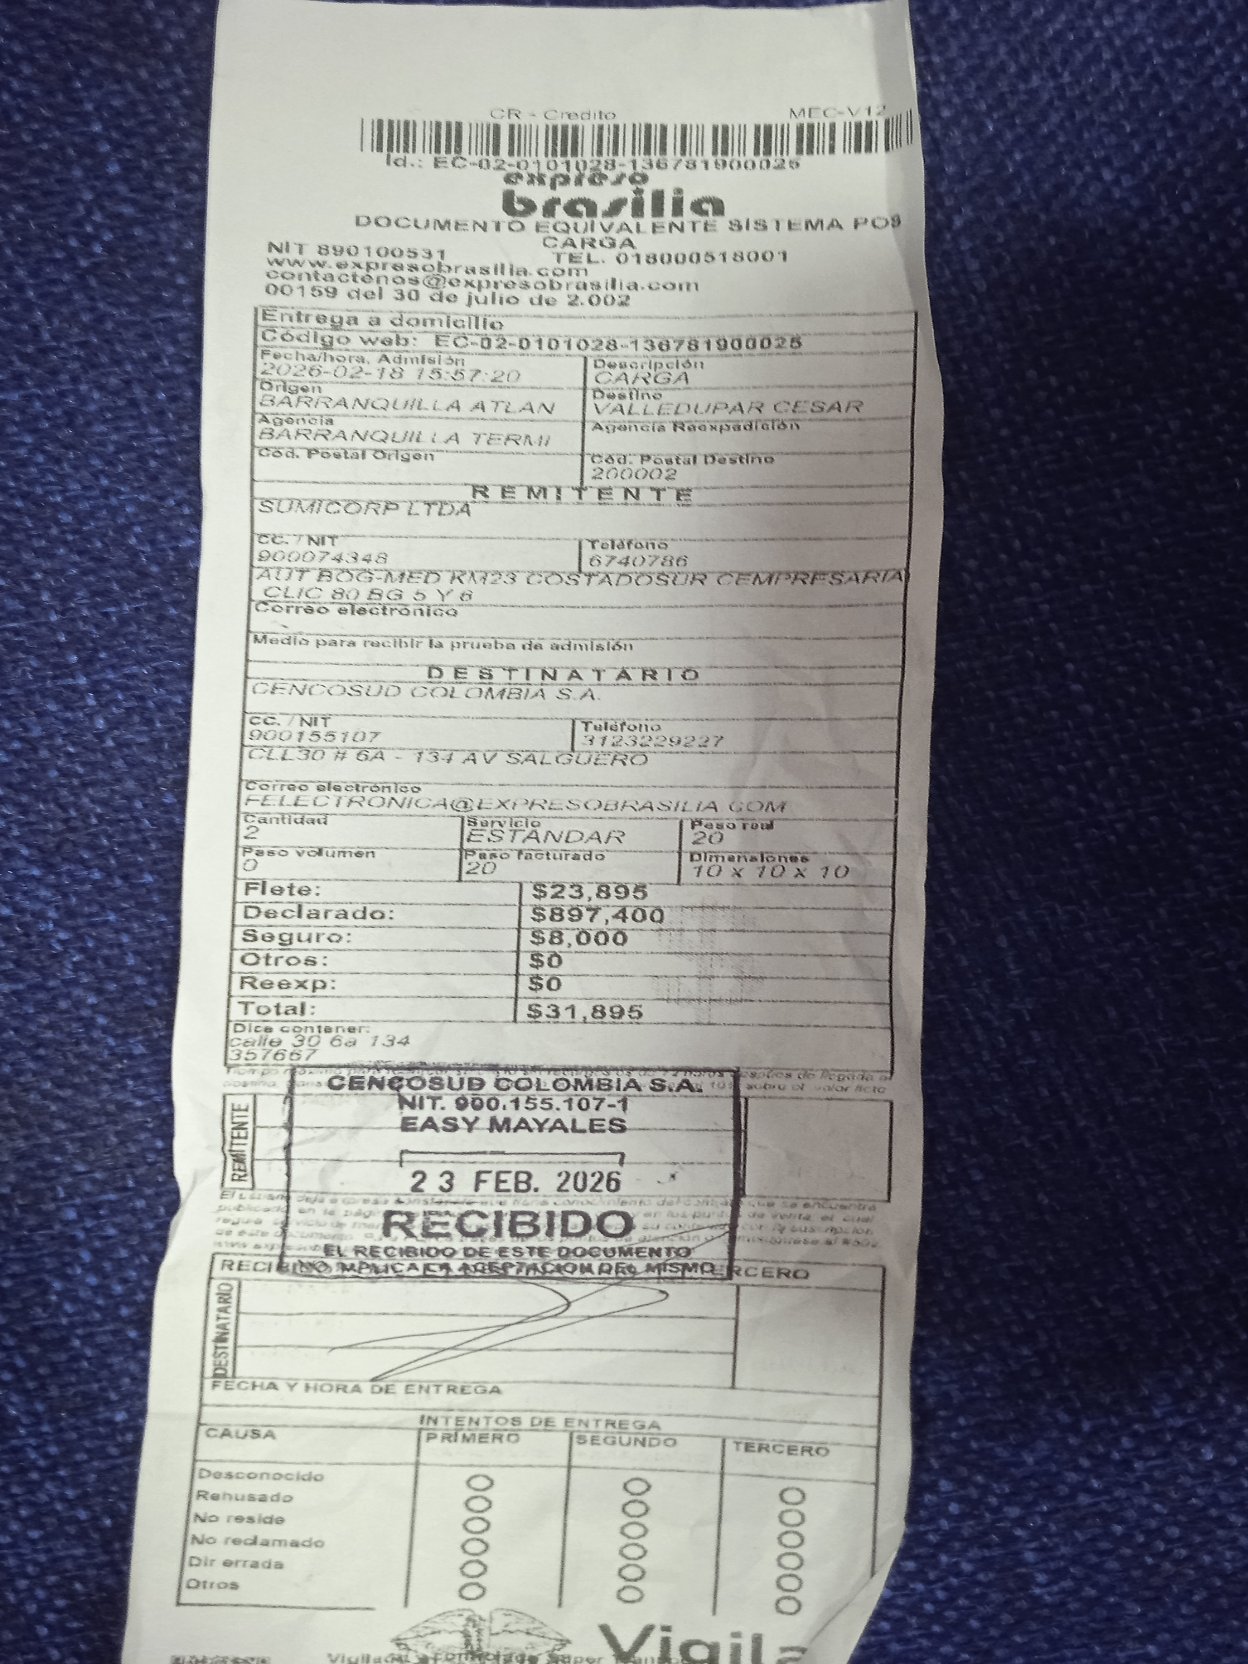 CR - Credito MEC-V12
Id.: EC-02-0101028-136781900025
expreso
brasilia
DOCUMENTO EQUIVALENTE SISTEMA POS
CARGA
NIT 890100531 TEL. 018000518001
www.expresobrasilia.com
contactenos@expresobrasilia.com
00159 del 30 de julio de 2.002
Entrega a domicilio
Código web: EC-02-0101028-136781900025
Fecha/hora. Admisión Descripción
2026-02-18 15:57:20 CARGA
Origen Destino
BARRANQUILLA ATLAN VALLEDUPAR CESAR
Agencia Agencia Reexpedición
BARRANQUILLA TERMI
Cód. Postal Origen Cód. Postal Destino
200002
REMITENTE
SUMICORP LTDA
CC. / NIT Teléfono
900074348 6740786
AUT BOG-MED KM23 COSTADOSUR CEMPRESARIA
CLIC 80 BG 5 Y 6
Correo electrónico
Medio para recibir la prueba de admisión
DESTINATARIO
CENCOSUD COLOMBIA S.A.
CC. / NIT Teléfono
900155107 3123229227
CLL30 # 6A - 134 AV SALGUERO
Correo electrónico
FELECTRONICA@EXPRESOBRASILIA.COM
Cantidad Servicio Peso real
2 ESTANDAR 20
Peso volumen Peso facturado Dimensiones
0 20 10 x 10 x 10
Flete: $23,895
Declarado: $897,400
Seguro: $8,000
Otros: $0
Reexp: $0
Total: $31,895
Dice contener:
calle 30 6a 134
357667
CENCOSUD COLOMBIA S.A.
NIT. 900.155.107-1
EASY MAYALES
REMITENTE
23 FEB. 2026
RECIBIDO
EL RECIBIDO DE ESTE DOCUMENTO
IMPLICA LA ACEPTACION DEL MISMO
TERCERO
DESTINATARIO
FECHA Y HORA DE ENTREGA
INTENTOS DE ENTREGA
CAUSA PRIMERO SEGUNDO TERCERO
Desconocido
Rehusado
No reside
No reclamado
Dir errada
Otros